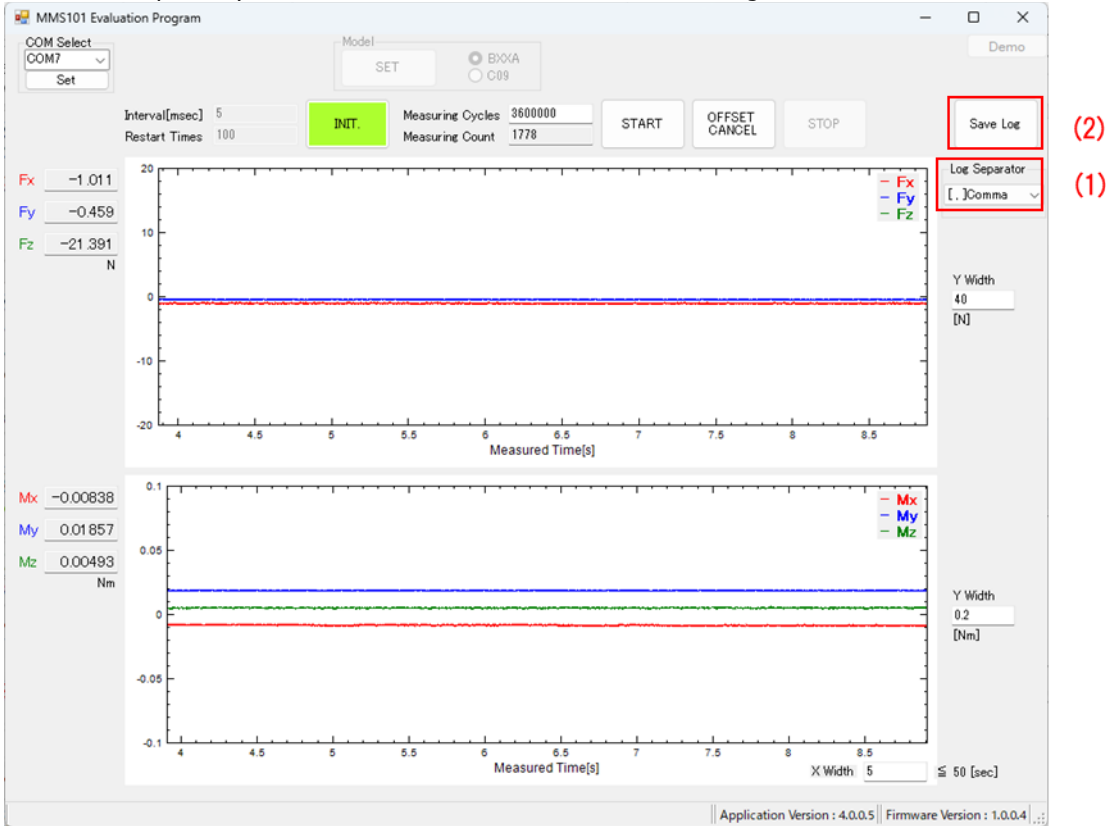 MMS101 Evaluation Program
COM Select
COM7
Set
Model
SET
BXXA
C09
Demo
Interval[msec] 5
Restart Times 100
INIT.
Measuring Cycles 3600000
Measuring Count 1778
START
OFFSET
CANCEL
STOP
Save Log
(2)
Log Separator
[,]Comma
(1)
Fx -1.011
Fy -0.459
Fz -21.391
N
20
10
0
-10
-20
Fx
Fy
Fz
4 4.5 5 5.5 6 6.5 7 7.5 8 8.5
Measured Time[s]
Y Width
40
[N]
Mx -0.00838
My 0.01857
Mz 0.00493
Nm
0.1
0.05
0
-0.05
-0.1
Mx
My
Mz
4 4.5 5 5.5 6 6.5 7 7.5 8 8.5
Measured Time[s]
Y Width
0.2
[Nm]
X Width 5 ≦ 50 [sec]
Application Version : 4.0.0.5 Firmware Version : 1.0.0.4